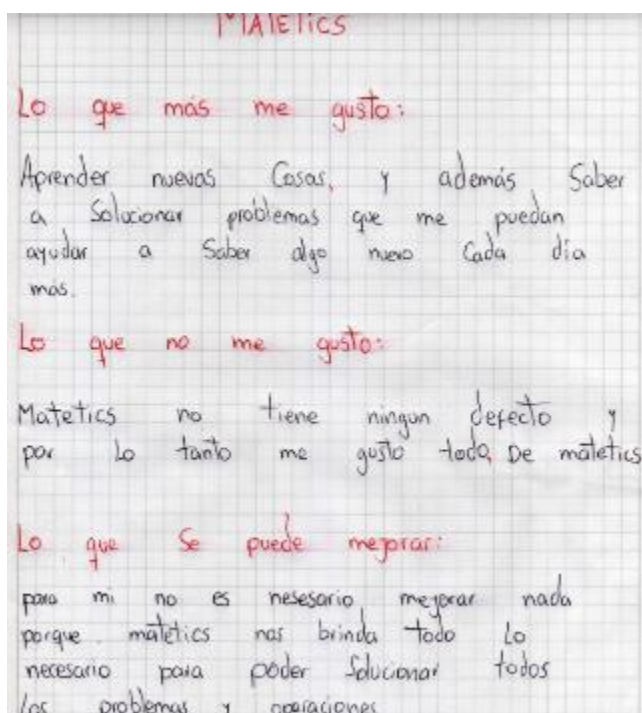 MATETICS
Lo que más me gusto:
Aprender nuevas Cosas, y además Saber
a Solucionar problemas que me puedan
ayudar a Saber algo nuevo Cada día
mas.
Lo que no me gusto:
Matetics no tiene ningun defecto y
por Lo tanto me gusto todo De matetics
Lo que Se puede mejorar:
para mi no es nesesario mejorar nada
porque matetics nos brinda todo Lo
necesario para poder Solucionar todos
los problemas y operaciones